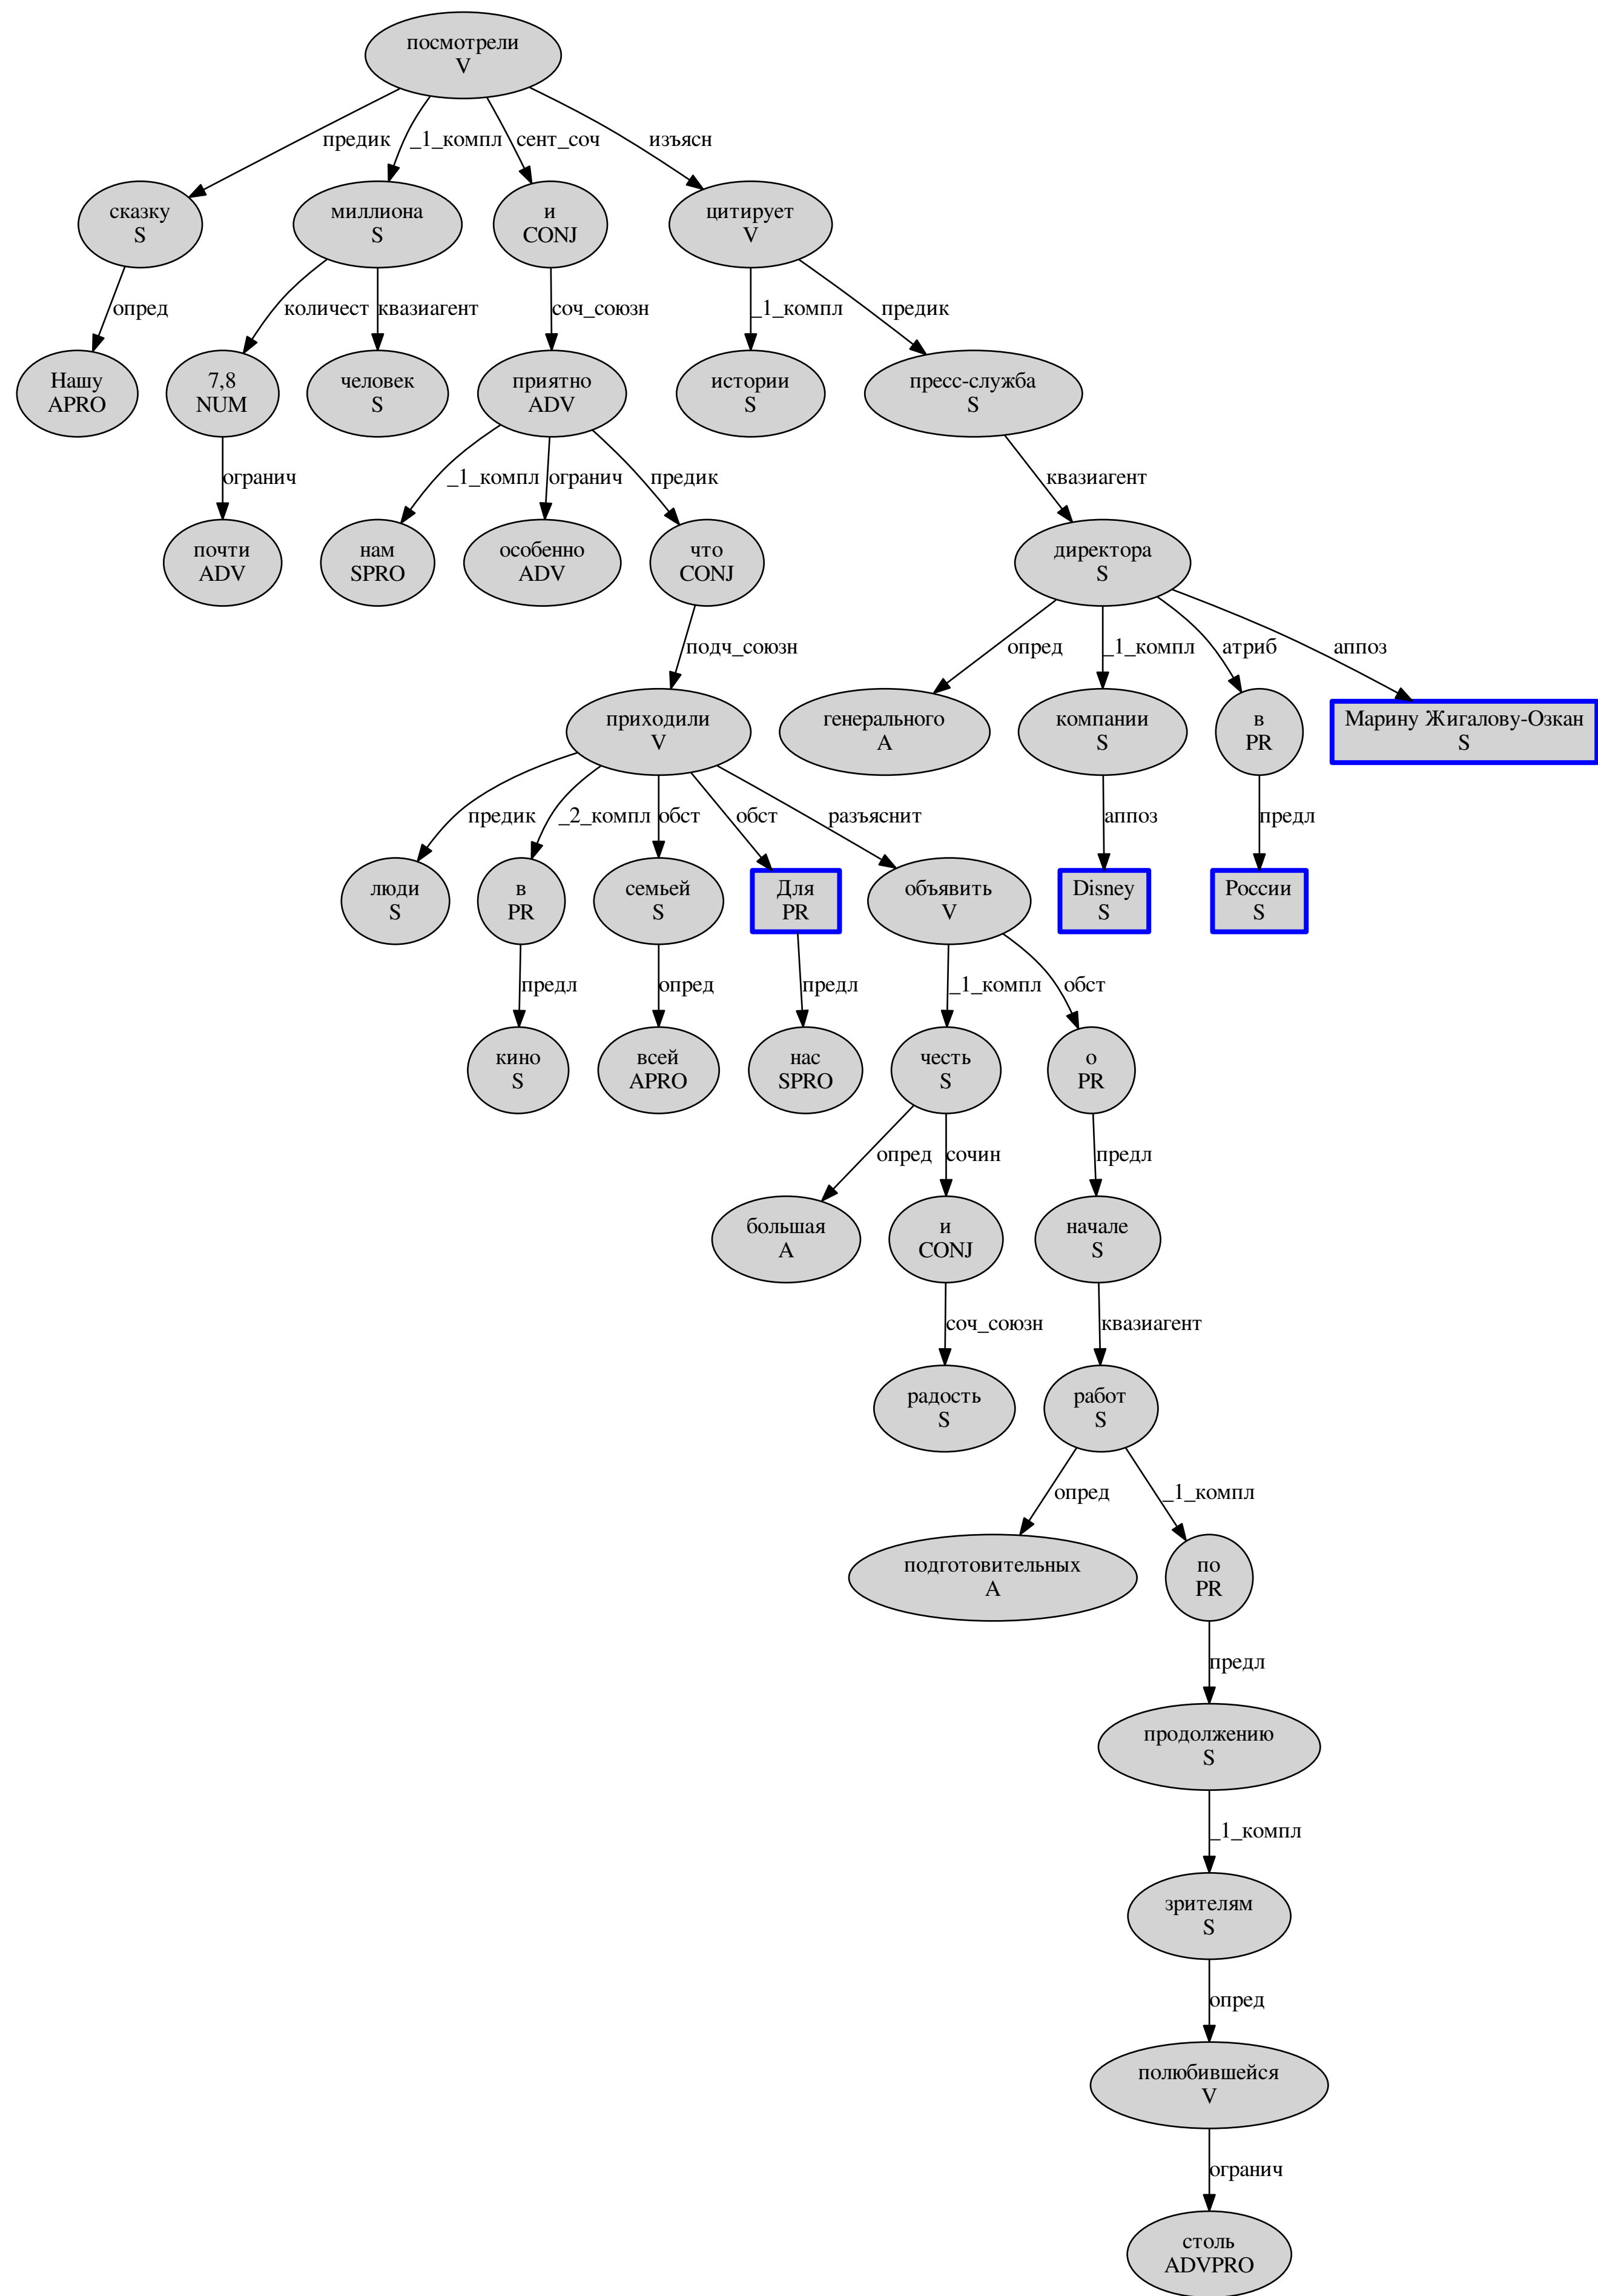 посмотрели
V
предик
_1_компл
сент_соч
изъясн
сказку
S
миллиона
S
и
CONJ
цитирует
V
опред
количест
квазиагент
соч_союзн
_1_компл
предик
Нашу
APRO
7,8
NUM
человек
S
приятно
ADV
истории
S
пресс-служба
S
огранич
_1_компл
огранич
предик
квазиагент
почти
ADV
нам
SPRO
особенно
ADV
что
CONJ
директора
S
подч_союзн
опред
_1_компл
атриб
аппоз
приходили
V
генерального
A
компании
S
в
PR
Марину Жигалову-Озкан
S
предик
_2_компл
обст
обст
разъяснит
аппоз
предл
люди
S
в
PR
семьей
S
Для
PR
объявить
V
Disney
S
России
S
предл
опред
предл
_1_компл
обст
кино
S
всей
APRO
нас
SPRO
честь
S
о
PR
опред
сочин
предл
большая
A
и
CONJ
начале
S
соч_союзн
квазиагент
радость
S
работ
S
опред
_1_компл
подготовительных
A
по
PR
предл
продолжению
S
_1_компл
зрителям
S
опред
полюбившейся
V
огранич
столь
ADVPRO